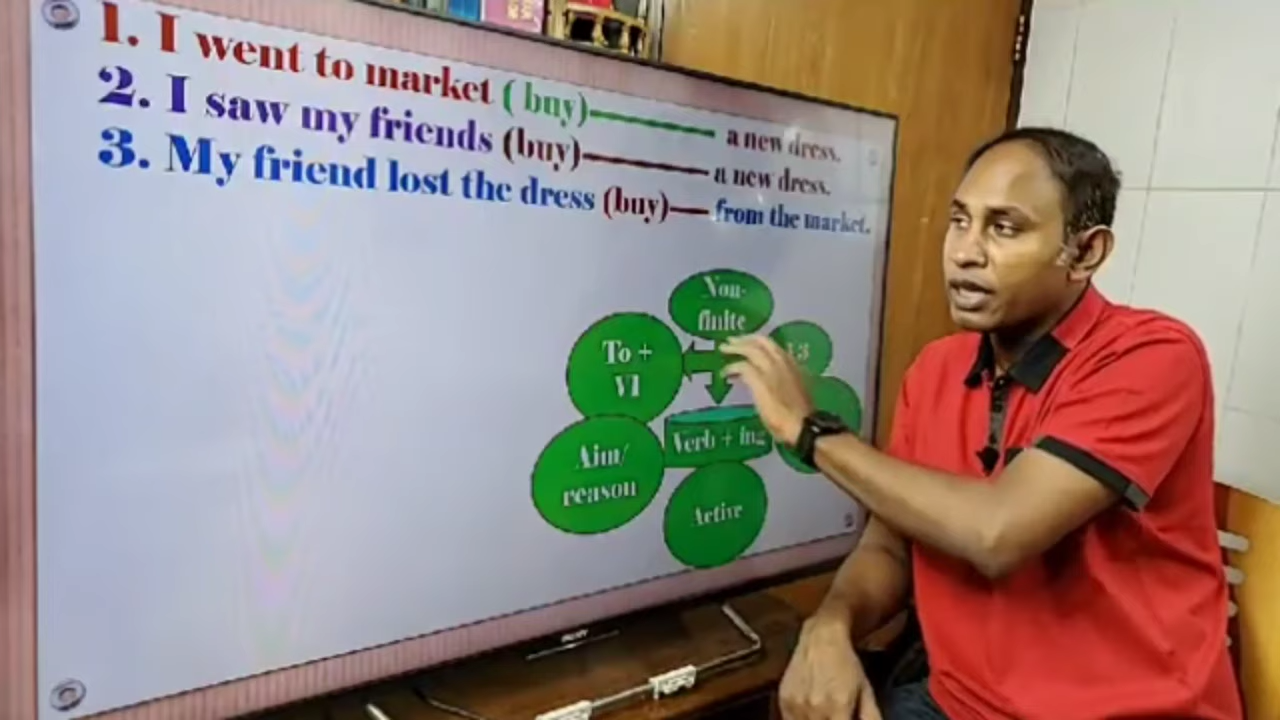 1. I went to market ( buy)———— a new dress.
2. I saw my friends (buy)———— a new dress.
3. My friend lost the dress (buy)—— from the market.
Non-
finite
To +
V1
V3
Verb + ing
Aim/
reason
Active